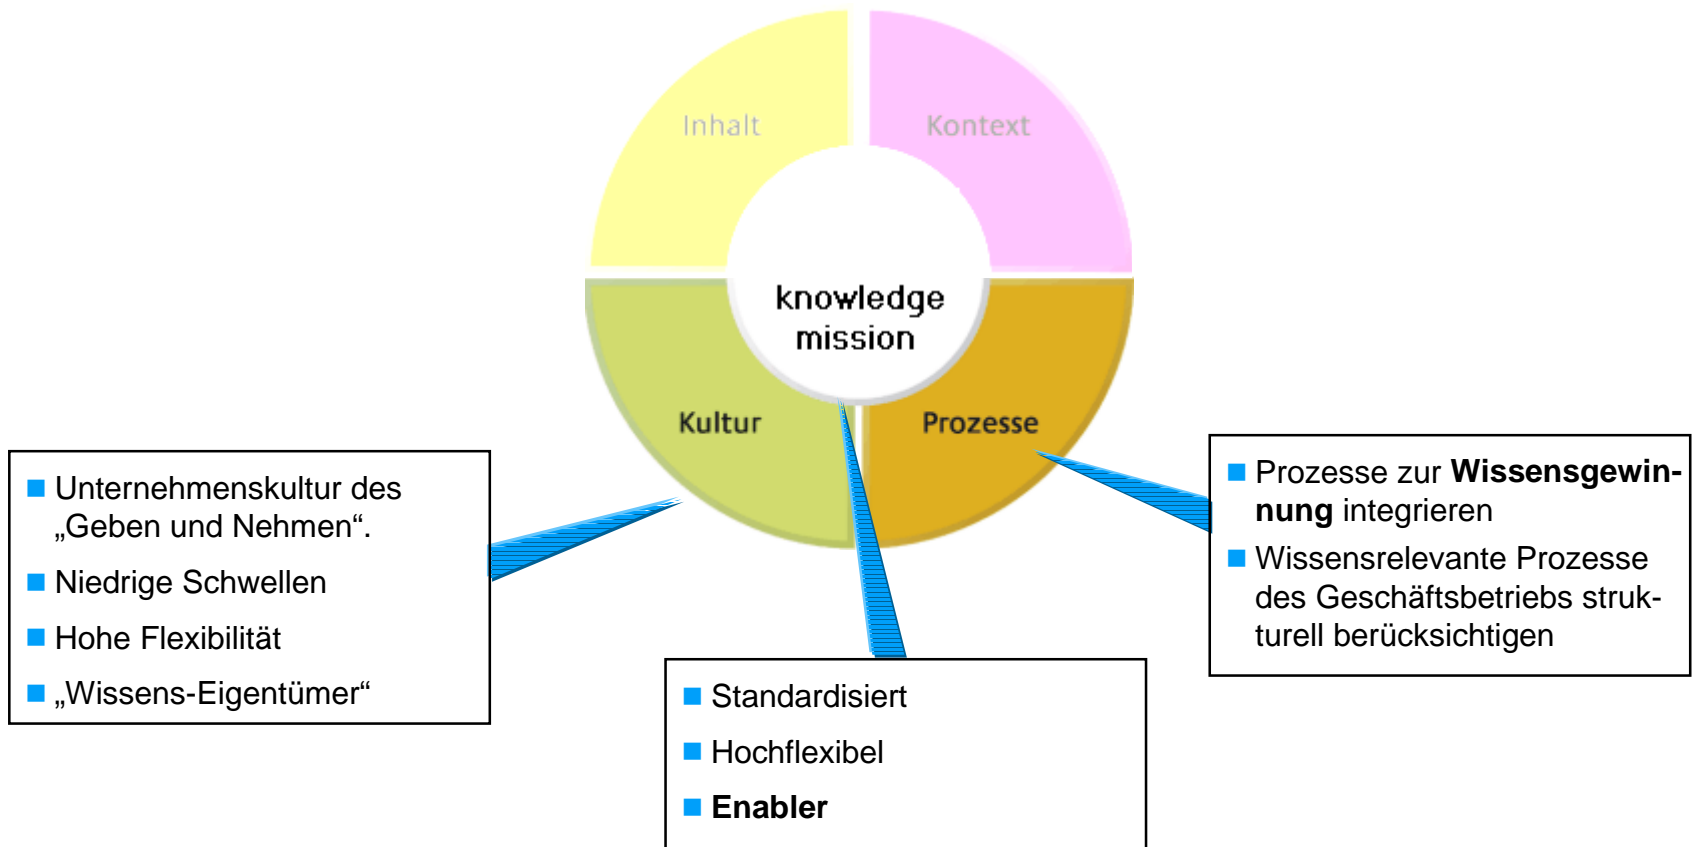 Inhalt
Kontext
knowledge
mission
Kultur
Prozesse
■ Unternehmenskultur des
„Geben und Nehmen“.
■ Niedrige Schwellen
■ Hohe Flexibilität
■ „Wissens-Eigentümer“
■ Standardisiert
■ Hochflexibel
■ Enabler
■ Prozesse zur Wissensgewin-
nung integrieren
■ Wissensrelevante Prozesse
des Geschäftsbetriebs struk-
turell berücksichtigen